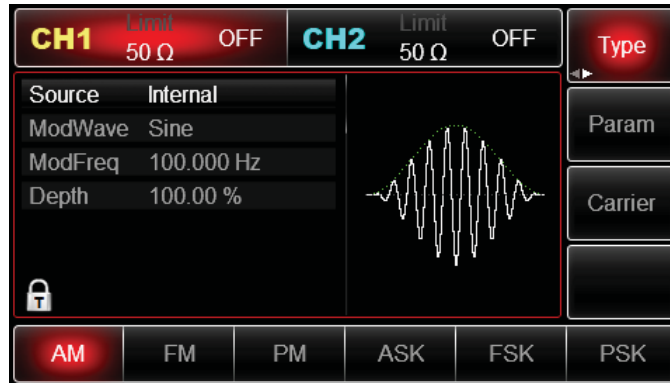 CH1 Limit 50 Ω OFF CH2 Limit 50 Ω OFF Type
Source Internal
ModWave Sine
ModFreq 100.000 Hz
Depth 100.00 %
Param
Carrier
T
AM FM PM ASK FSK PSK